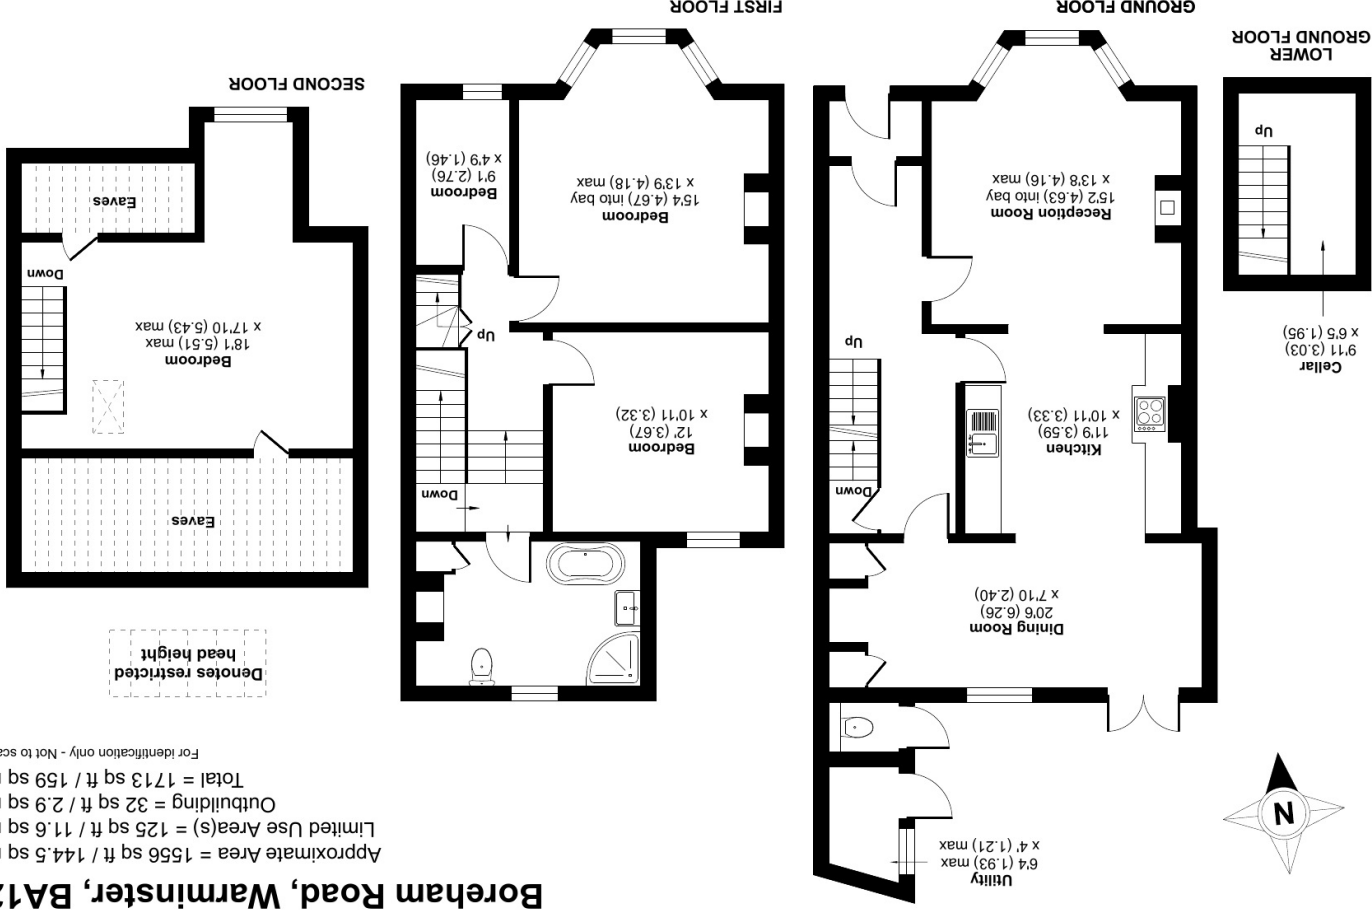 Boreham Road, Warminster, BA12
Approximate Area = 1556 sq ft / 144.5 sq
Limited Use Area(s) = 125 sq ft / 11.6 sq
Outbuilding = 32 sq ft / 2.9 sq
Total = 1713 sq ft / 159 sq
For identification only - Not to
Denotes restricted
head height
N
Utility
6'4 (1.93) max
x 4' (1.21) max
Dining Room
20'6 (6.26)
x 7'10 (2.40)
Down
Kitchen
11'9 (3.59)
x 10'11 (3.33)
Up
Reception Room
15'2 (4.63) into bay
x 13'8 (4.16) max
GROUND FLOOR
Cellar
9'11 (3.03)
x 6'5 (1.95)
Up
LOWER
GROUND FLOOR
Down
Bedroom
12' (3.67)
x 10'11 (3.32)
Up
Bedroom
15'4 (4.67) into bay
x 13'9 (4.18) max
Bedroom
9'1 (2.76)
x 4'9 (1.46)
FIRST FLOOR
Eaves
Bedroom
18'1 (5.51) max
x 17'10 (5.43) max
Down
Eaves
SECOND FLOOR